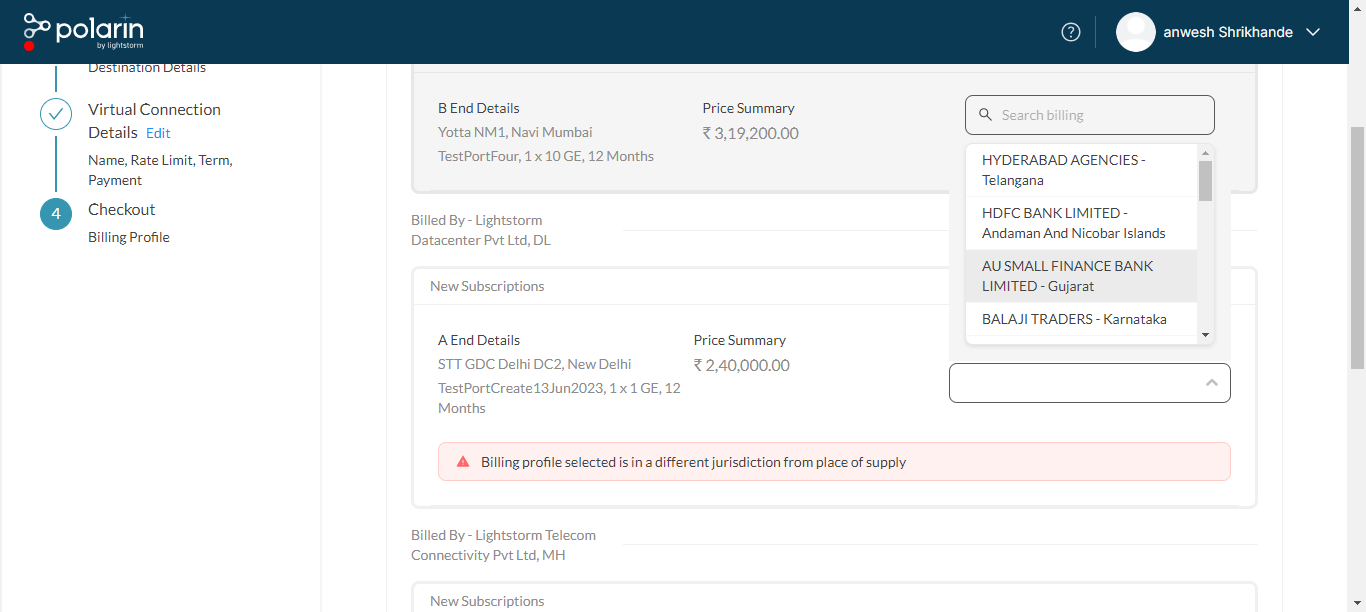 polarin
by lightstorm
anwesh Shrikhande
Destination Details
Virtual Connection
Details Edit
Name, Rate Limit, Term,
Payment
4 Checkout
Billing Profile
B End Details
Yotta NM1, Navi Mumbai
TestPortFour, 1 x 10 GE, 12 Months
Price Summary
₹ 3,19,200.00
Search billing
HYDERABAD AGENCIES -
Telangana
HDFC BANK LIMITED -
Andaman And Nicobar Islands
AU SMALL FINANCE BANK
LIMITED - Gujarat
BALAJI TRADERS - Karnataka
Billed By - Lightstorm
Datacenter Pvt Ltd, DL
New Subscriptions
A End Details
STT GDC Delhi DC2, New Delhi
TestPortCreate13Jun2023, 1 x 1 GE, 12
Months
Price Summary
₹ 2,40,000.00
Billing profile selected is in a different jurisdiction from place of supply
Billed By - Lightstorm Telecom
Connectivity Pvt Ltd, MH
New Subscriptions